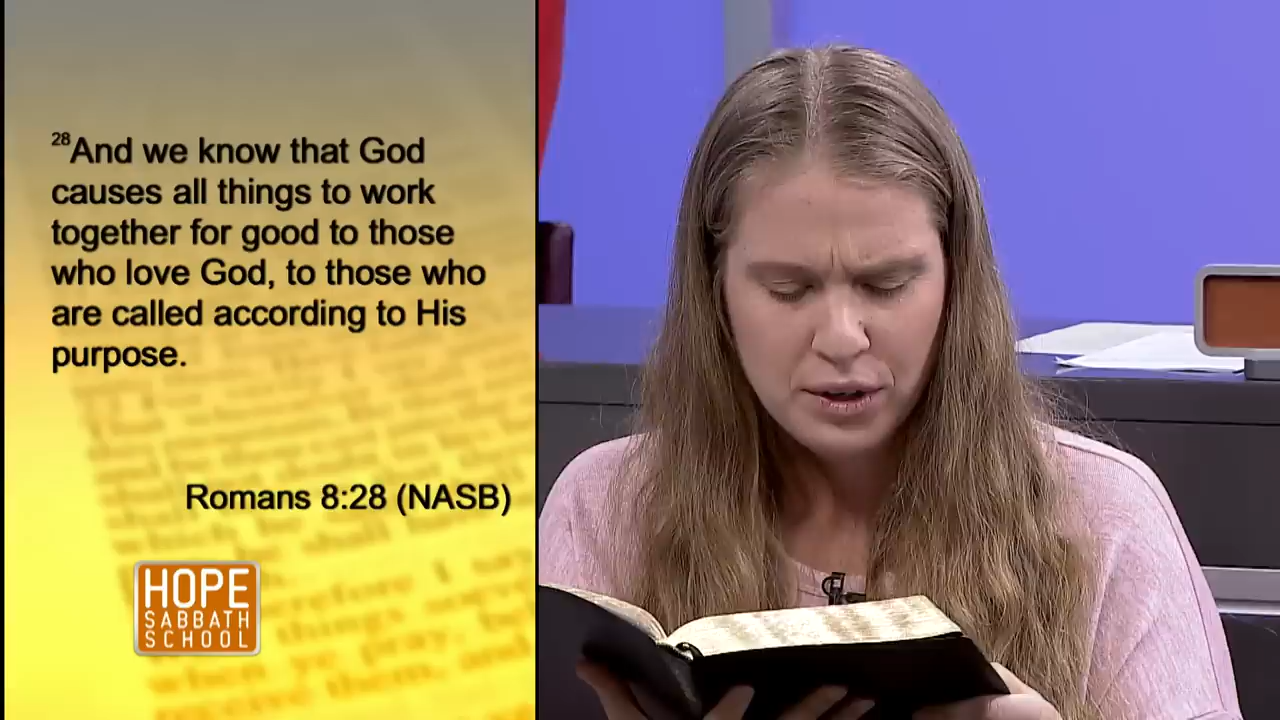 28And we know that God
causes all things to work
together for good to those
who love God, to those who
are called according to His
purpose.
Romans 8:28 (NASB)
HOPE
SABBATH
SCHOOL